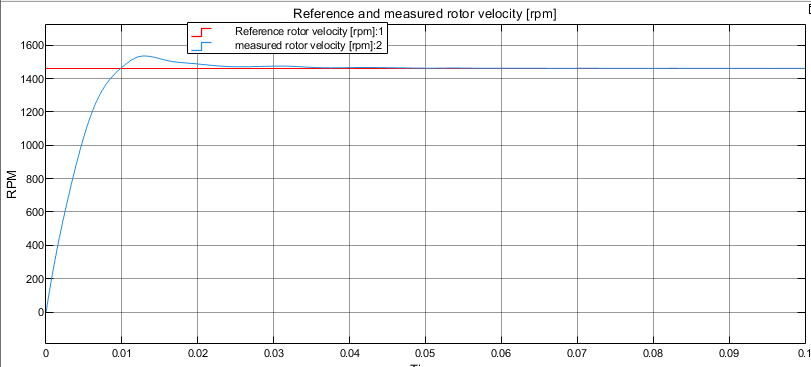 Reference and measured rotor velocity [rpm]
Reference rotor velocity [rpm]:1
measured rotor velocity [rpm]:2
1600
1400
1200
1000
800
600
400
200
0
RPM
0 0.01 0.02 0.03 0.04 0.05 0.06 0.07 0.08 0.09 0.1